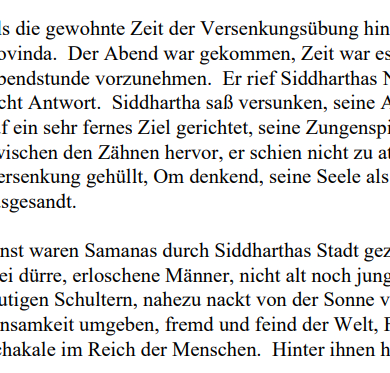 ls die gewohnte Zeit der Versenkungsübung hin
ovinda.  Der Abend war gekommen, Zeit war es
bendstunde vorzunehmen.  Er rief Siddharthas N
cht Antwort.  Siddhartha saß versunken, seine A
f ein sehr fernes Ziel gerichtet, seine Zungenspi
wischen den Zähnen hervor, er schien nicht zu at
ersenkung gehüllt, Om denkend, seine Seele als
sgesandt.
nst waren Samanas durch Siddharthas Stadt gez
ei dürre, erloschene Männer, nicht alt noch jung
utigen Schultern, nahezu nackt von der Sonne v
nsamkeit umgeben, fremd und feind der Welt, F
hakale im Reich der Menschen.  Hinter ihnen h